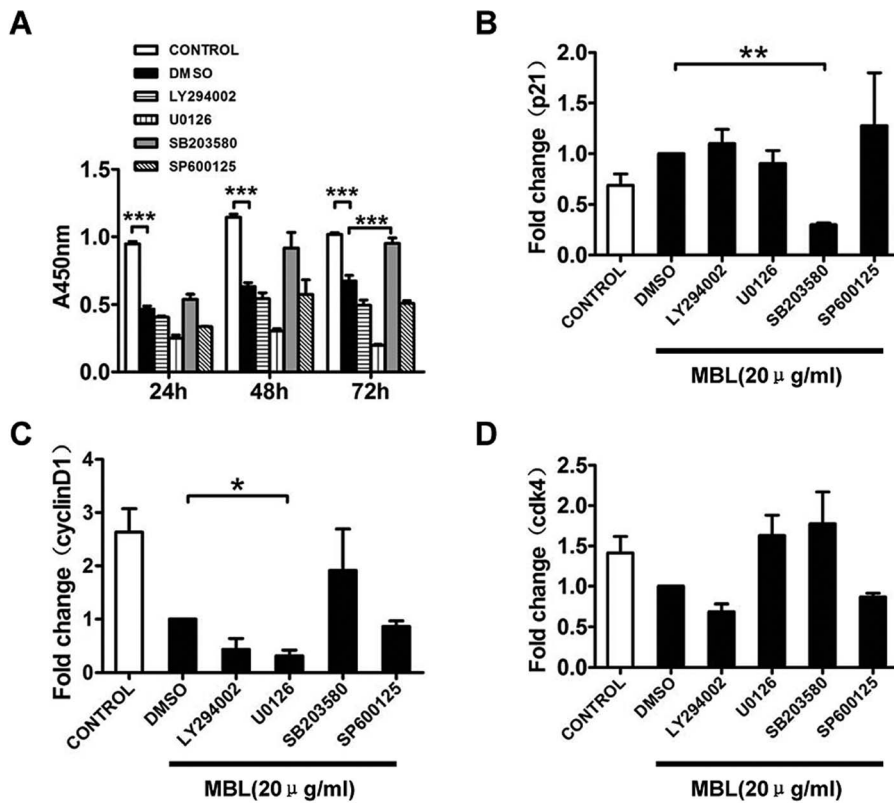 A
CONTROL
DMSO
LY294002
U0126
SB203580
SP600125
A450nm
1.5
1.0
0.5
0.0
*** *** *** ***
24h 48h 72h
B
Fold change（p21）
2.0
1.5
1.0
0.5
0.0
**
CONTROL
DMSO
LY294002
U0126
SB203580
SP600125
MBL(20 μ g/ml)
C
Fold change（cyclinD1）
4
3
2
1
0
*
CONTROL
DMSO
LY294002
U0126
SB203580
SP600125
MBL(20 μ g/ml)
D
Fold change（cdk4）
2.5
2.0
1.5
1.0
0.5
0.0
CONTROL
DMSO
LY294002
U0126
SB203580
SP600125
MBL(20 μ g/ml)